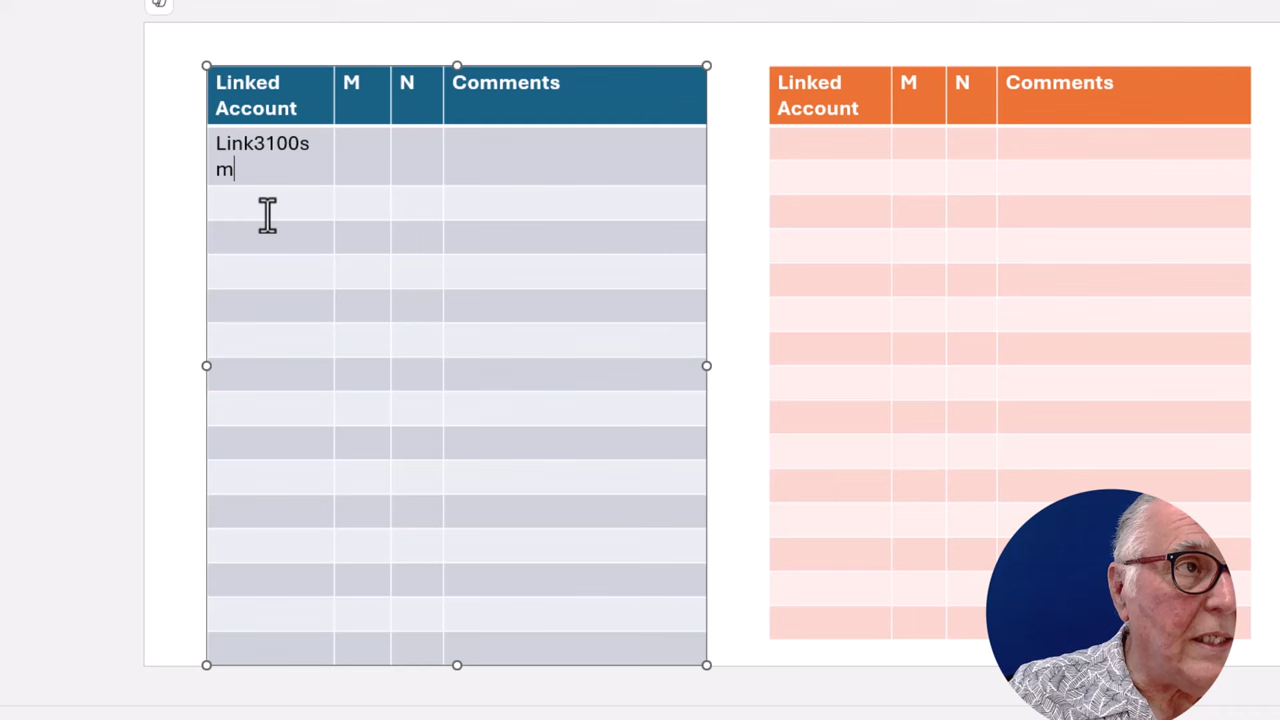 Linked
Account
M
N
Comments
Link3100s
m
Linked
Account
M
N
Comments